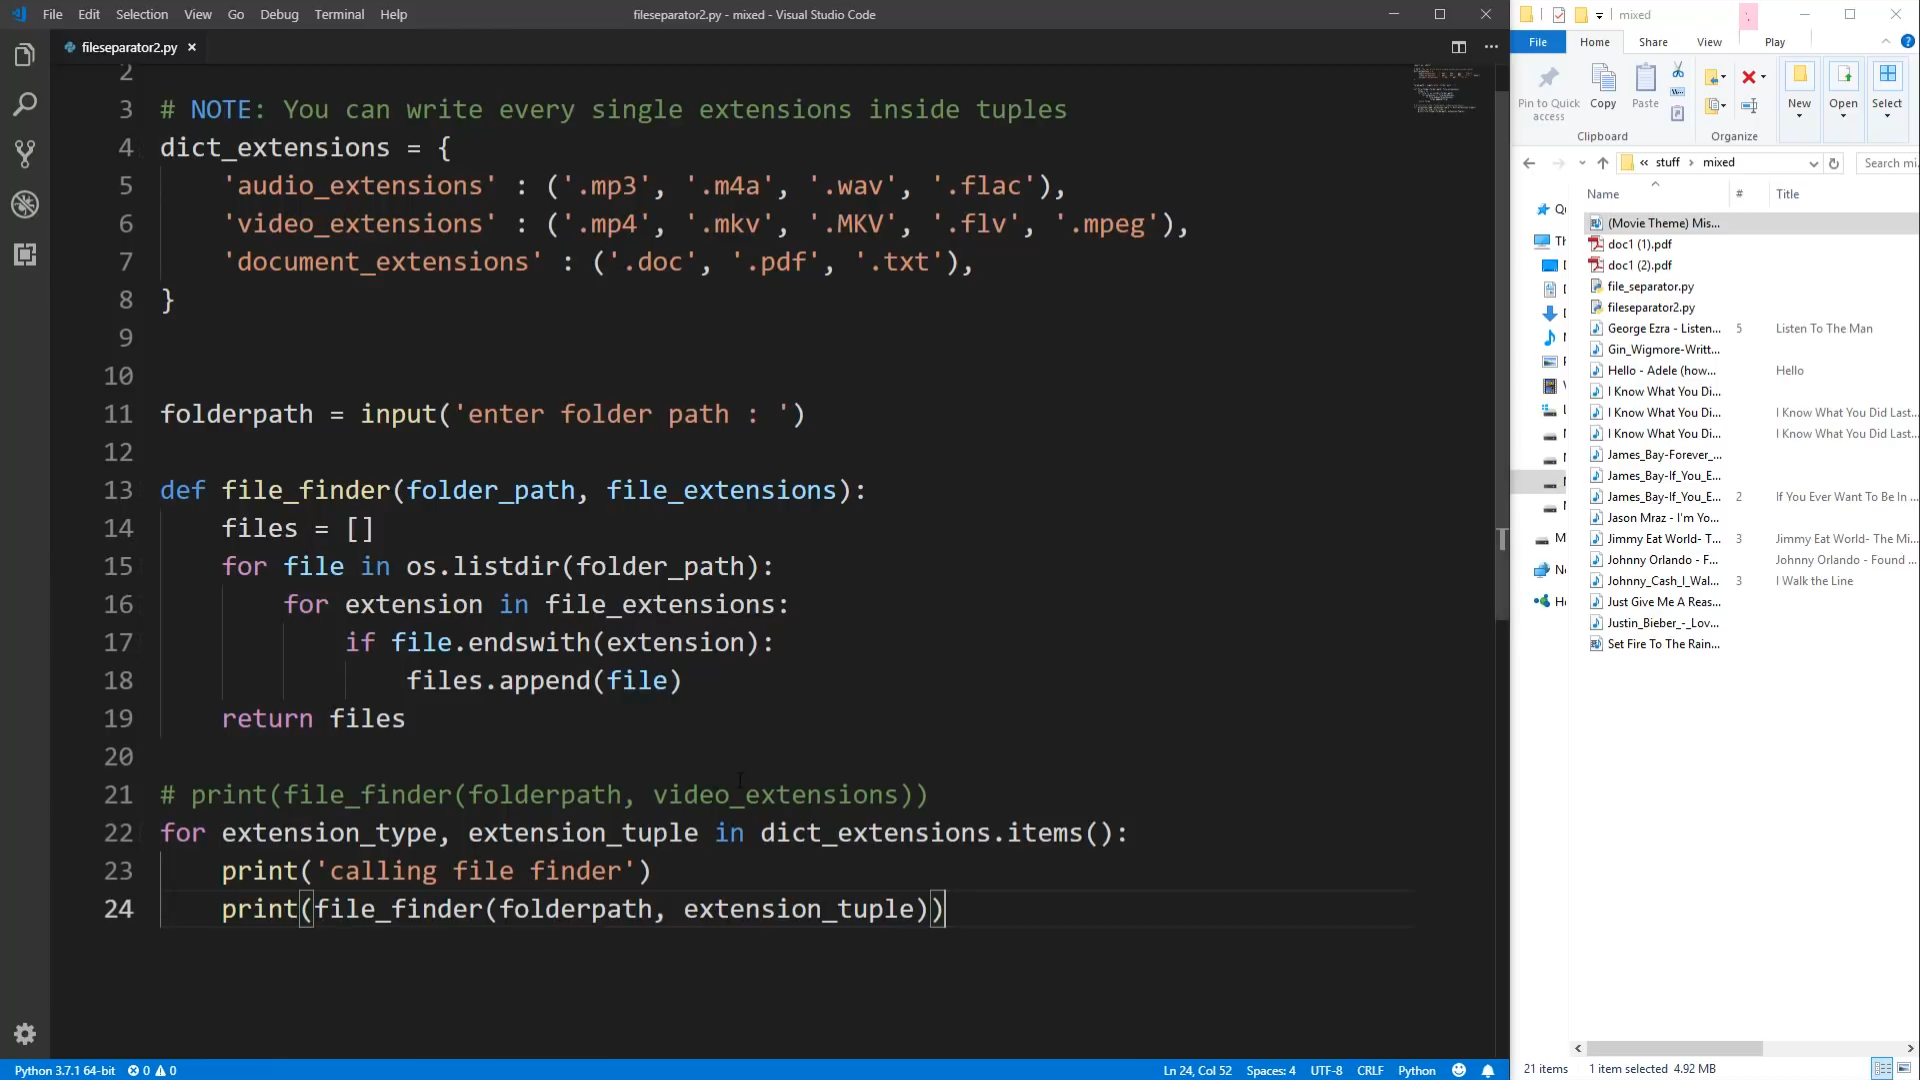 File Edit Selection View Go Debug Terminal Help
fileseparator2.py - mixed - Visual Studio Code
fileseparator2.py
2
3 # NOTE: You can write every single extensions inside tuples
4 dict_extensions = {
5 'audio_extensions' : ('.mp3', '.m4a', '.wav', '.flac'),
6 'video_extensions' : ('.mp4', '.mkv', '.MKV', '.flv', '.mpeg'),
7 'document_extensions' : ('.doc', '.pdf', '.txt'),
8 }
9
10
11 folderpath = input('enter folder path : ')
12
13 def file_finder(folder_path, file_extensions):
14 files = []
15 for file in os.listdir(folder_path):
16 for extension in file_extensions:
17 if file.endswith(extension):
18 files.append(file)
19 return files
20
21 # print(file_finder(folderpath, video_extensions))
22 for extension_type, extension_tuple in dict_extensions.items():
23 print('calling file finder')
24 print(file_finder(folderpath, extension_tuple))
Python 3.7.1 64-bit 0 0
Ln 24, Col 52 Spaces: 4 UTF-8 CRLF Python
mixed
File Home Share View Play
Pin to Quick access
Copy
Paste
New
Open
Select
Clipboard
Organize
« stuff > mixed
Search mi...
Name # Title
(Movie Theme) Mis...
doc1 (1).pdf
doc1 (2).pdf
file_separator.py
fileseparator2.py
George Ezra - Listen... 5 Listen To The Man
Gin_Wigmore-Writt...
Hello - Adele (how... Hello
I Know What You Di...
I Know What You Di... I Know What You Did Last...
I Know What You Di... I Know What You Did Last...
James_Bay-Forever_...
James_Bay-If_You_E...
James_Bay-If_You_E... 2 If You Ever Want To Be In ...
Jason Mraz - I'm Yo...
Jimmy Eat World- T... 3 Jimmy Eat World- The Mi...
Johnny Orlando - F... Johnny Orlando - Found ...
Johnny_Cash_I_Wal... 3 I Walk the Line
Just Give Me A Reas...
Justin_Bieber_-_Lov...
Set Fire To The Rain...
21 items 1 item selected 4.92 MB